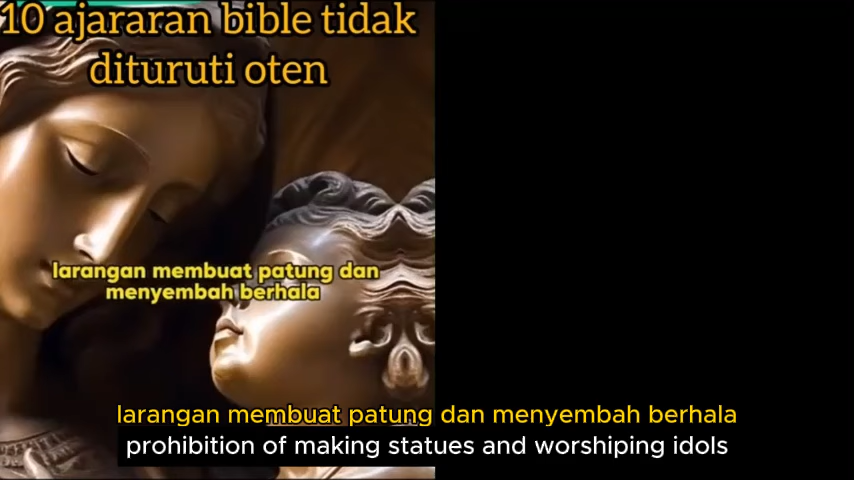 10 ajararan bible tidak
dituruti oten
larangan membuat patung dan
menyembah berhala
larangan membuat patung dan menyembah berhala
prohibition of making statues and worshiping idols